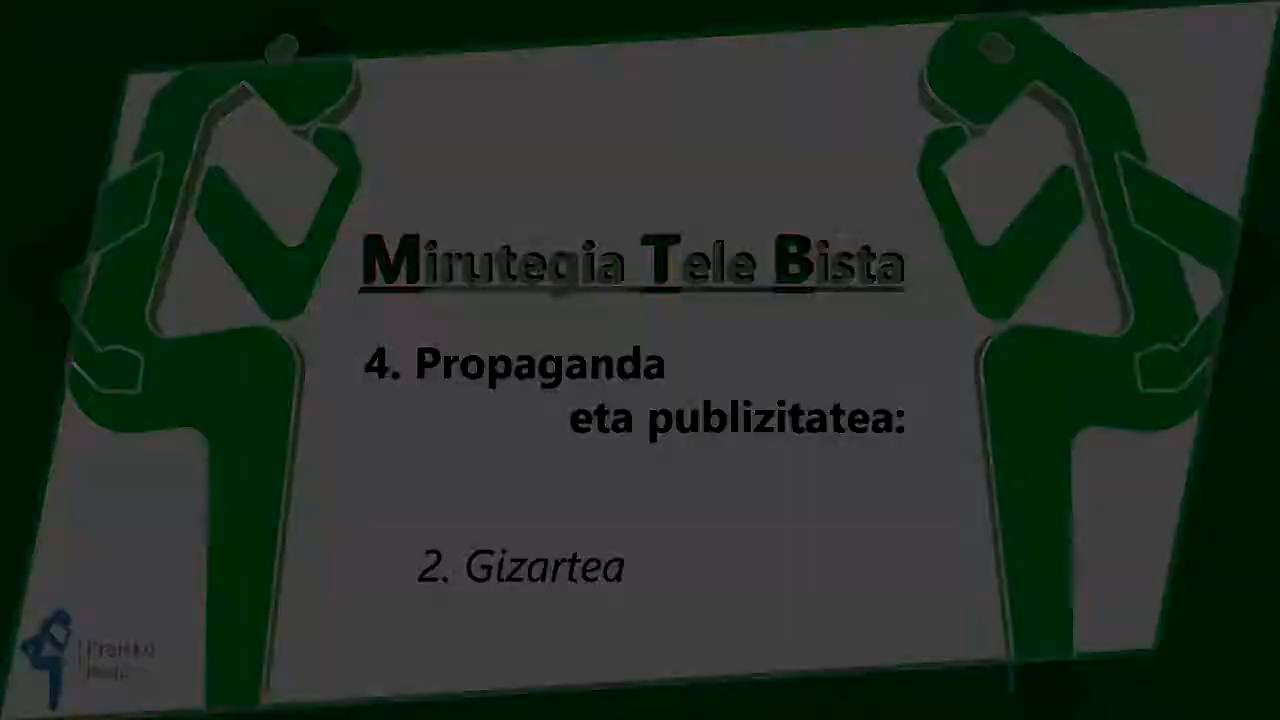 Mirutegia Tele Bista
4. Propaganda
eta publizitatea:
2. Gizartea